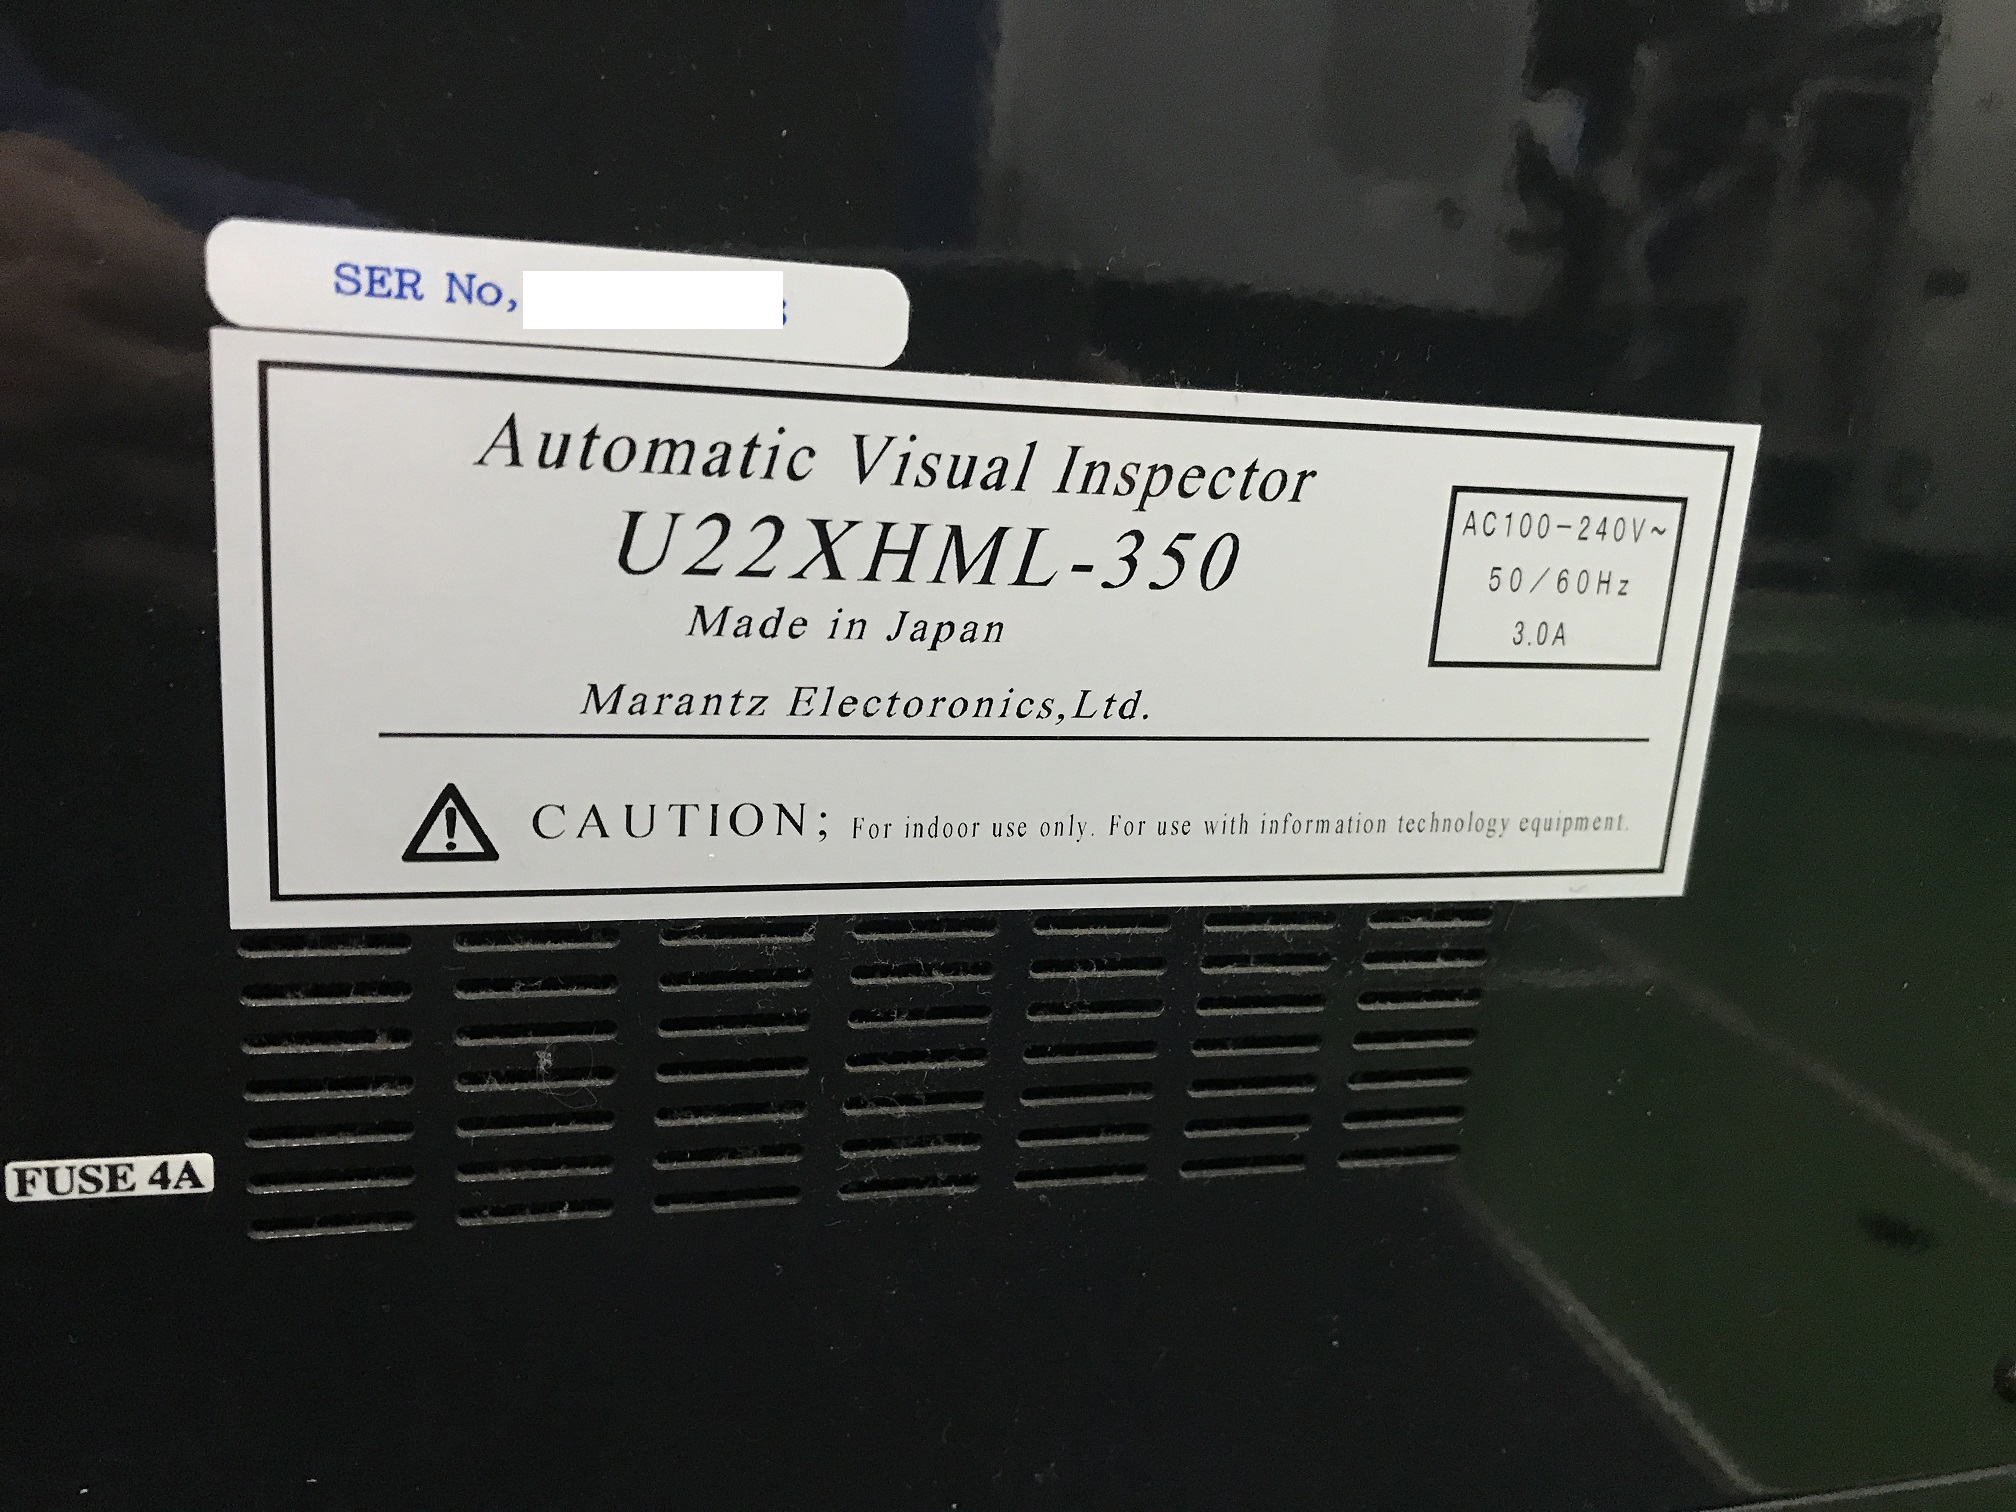 SER No,
Automatic Visual Inspector
U22XHML-350
Made in Japan
Marantz Electoronics,Ltd.
AC100-240V~
50/60Hz
3.0A
CAUTION; For indoor use only. For use with information technology equipment.
FUSE 4A